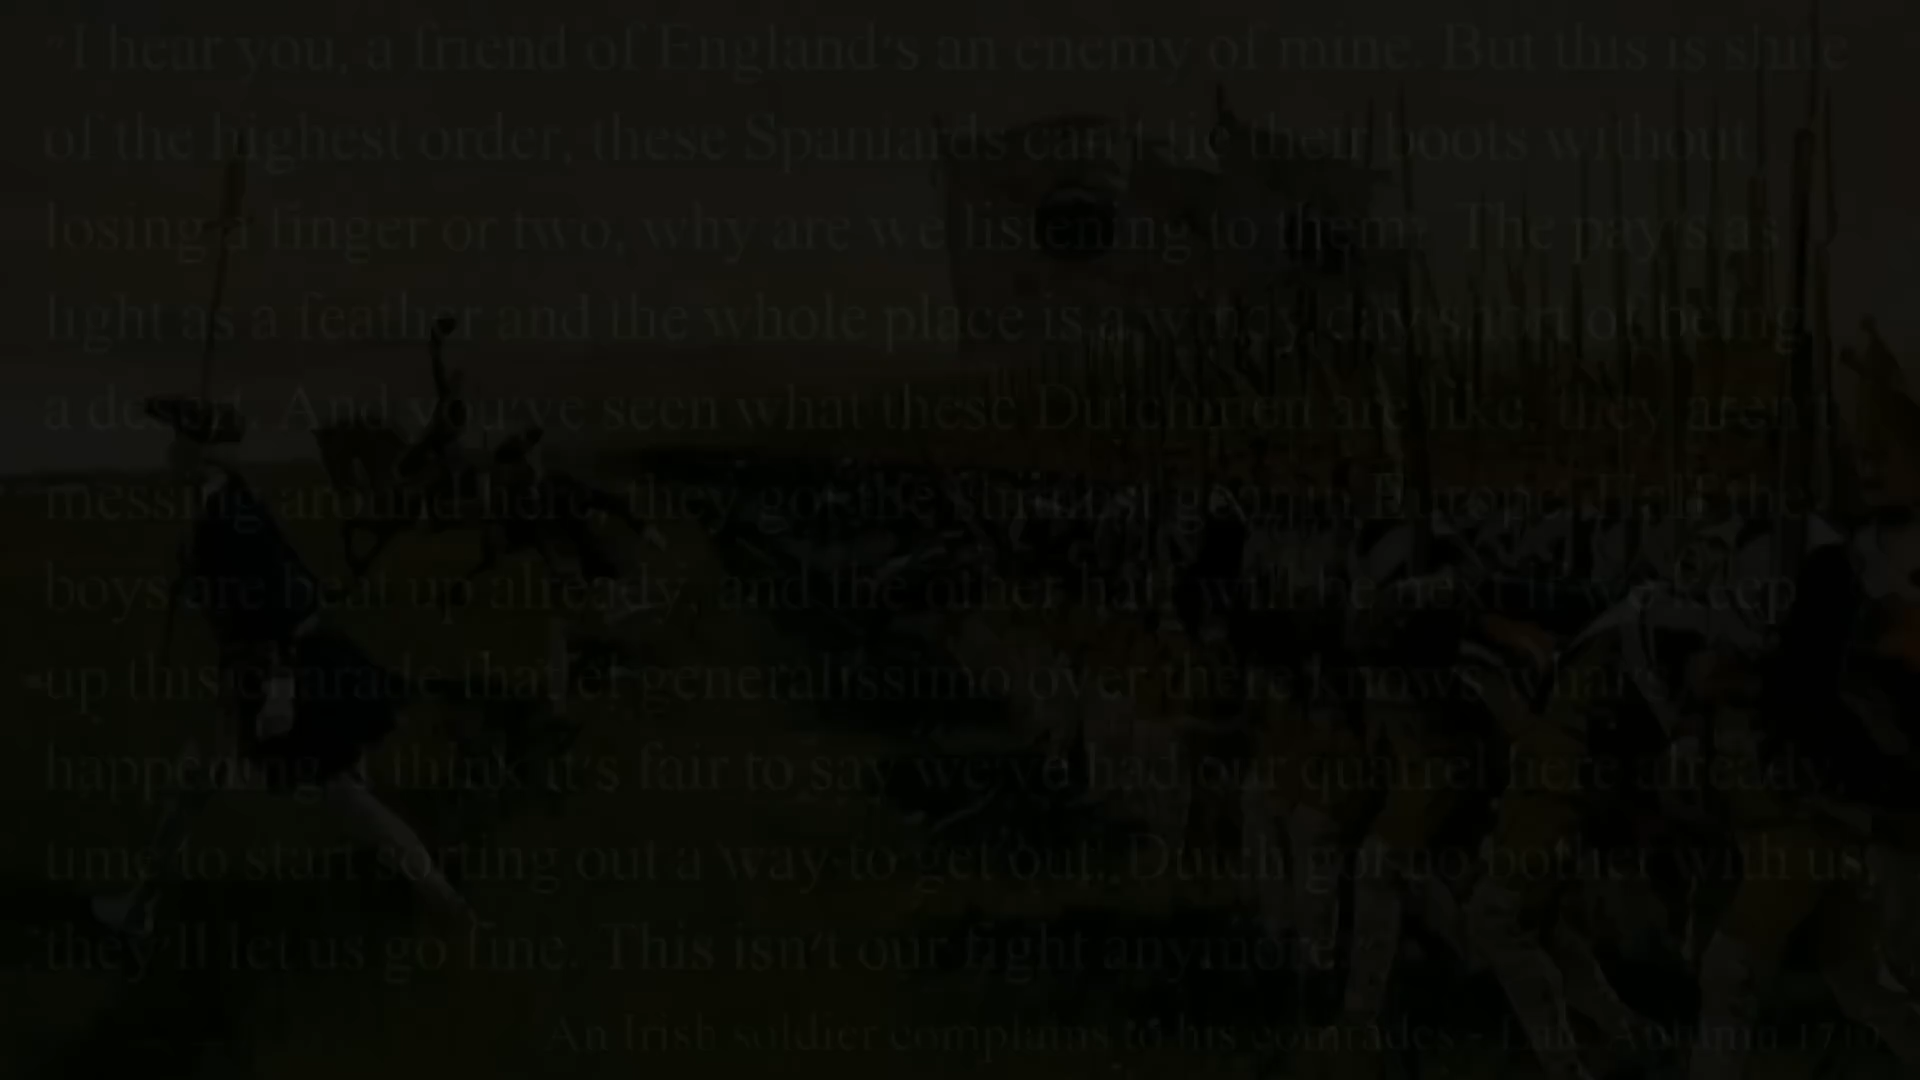 "I hear you, a friend of England's an enemy of mine. But this is shite
of the highest order, these Spaniards can't tie their boots without
losing a finger or two, why are we listening to them? The pay's as
light as a feather and the whole place is a windy day short of being
a desert. And you've seen what these Dutchmen are like, they aren't
messing around here, they got the strictest gear in Europe. Half the
boys are beat up already, and the other half will be next if we keep
up this charade that el generalissimo over there knows what's
happening. I think it's fair to say we've had our quarrel here already,
time to start sorting out a way to get out. Dutch got no bother with us,
they'll let us go fine. This isn't our fight anymore."
An Irish soldier complains to his comrades - Late Autumn